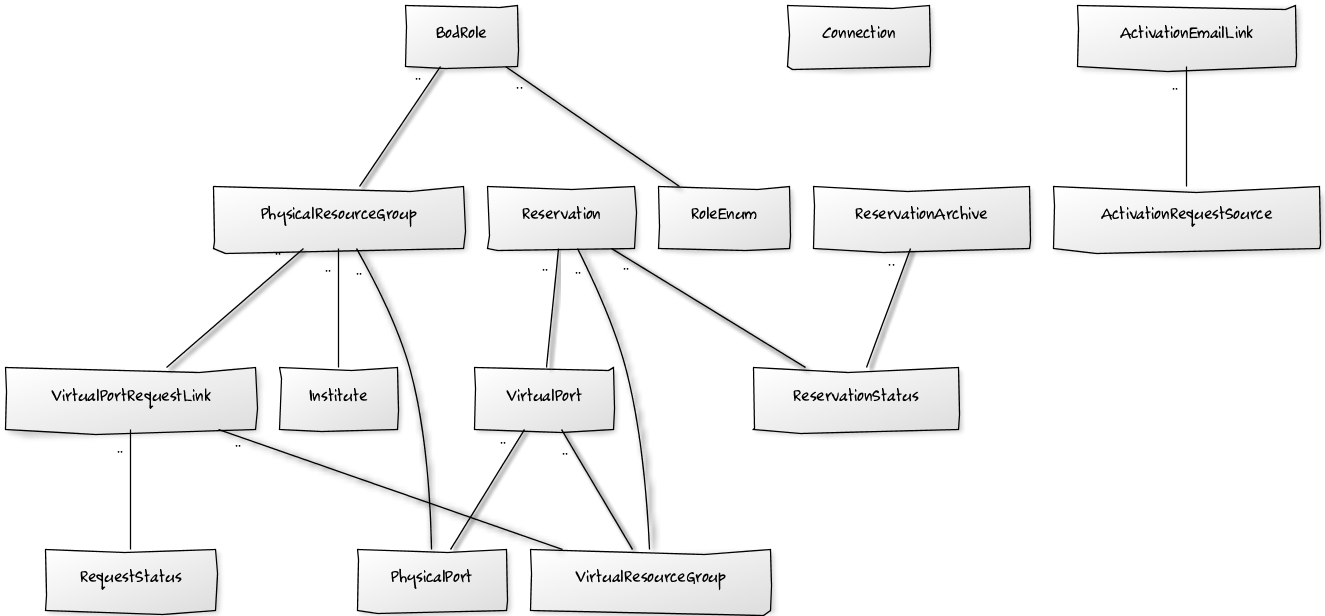 BodRole
Connection
ActivationEmailLink
..
..
..
PhysicalResourceGroup
Reservation
RoleEnum
ReservationArchive
ActivationRequestSource
..
..
..
..
..
..
..
VirtualPortRequestLink
Institute
VirtualPort
ReservationStatus
..
..
..
..
RequestStatus
PhysicalPort
VirtualResourceGroup